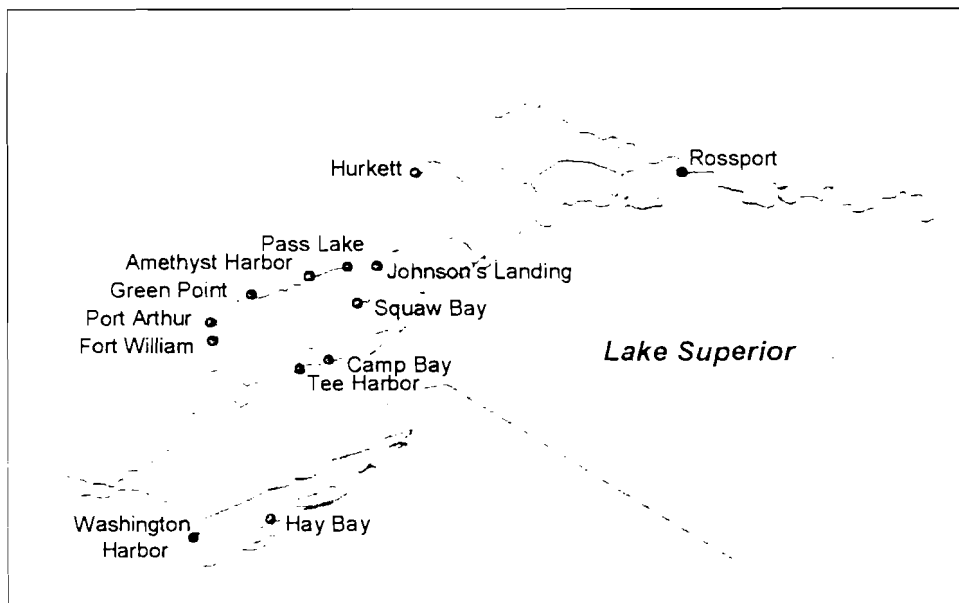 Hurkett
Rossport
Pass Lake
Amethyst Harbor
Johnson's Landing
Green Point
Squaw Bay
Port Arthur
Fort William
Lake Superior
Camp Bay
Tee Harbor
Washington
Harbor
Hay Bay